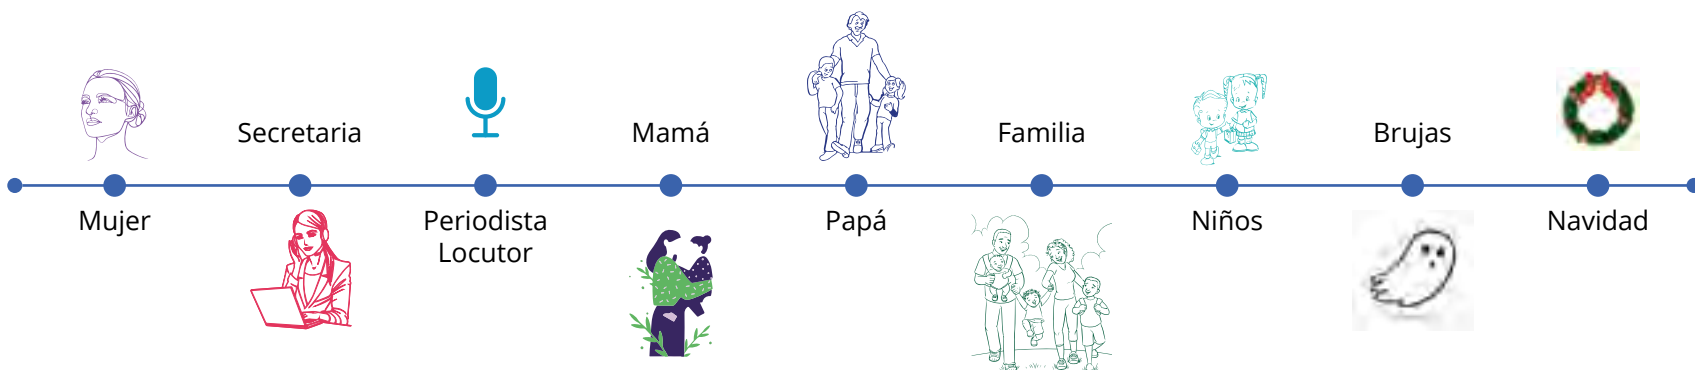 Mujer
Secretaria
Periodista
Locutor
Mamá
Papá
Familia
Niños
Brujas
Navidad